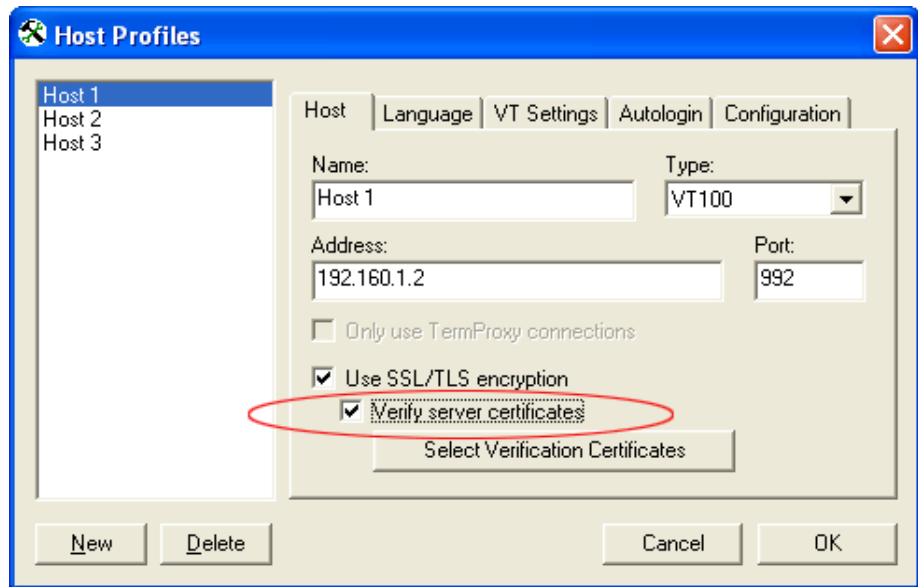 Host Profiles
Host 1
Host 2
Host 3
Host Language VT Settings Autologin Configuration
Name: Type:
Host 1 VT100
Address: Port:
192.160.1.2 992
Only use TermProxy connections
Use SSL/TLS encryption
Verify server certificates
Select Verification Certificates
New Delete Cancel OK